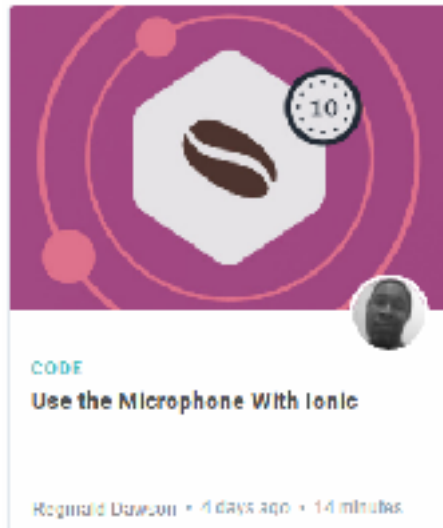 10
CODE
Use the Microphone With Ionic
Reginald Dawson • 4 days ago • 14 minutes